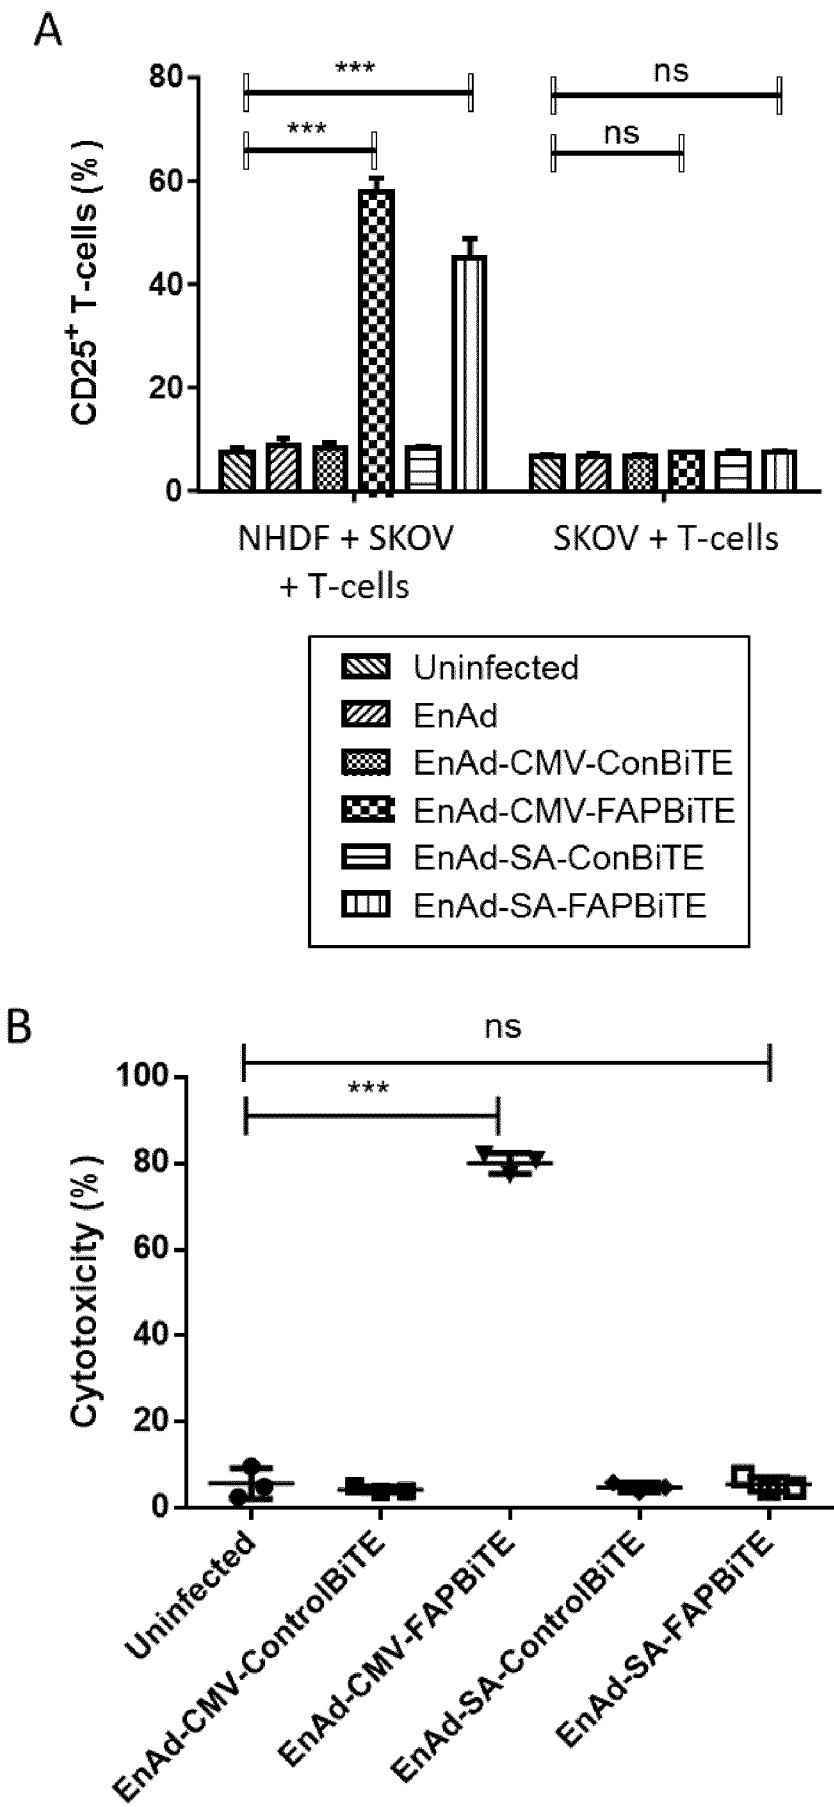 A
*** ns
*** ns
80
60
40
20
0
CD25+ T-cells (%)
NHDF + SKOV
+ T-cells
SKOV + T-cells
Uninfected
EnAd
EnAd-CMV-ConBiTE
EnAd-CMV-FAPBiTE
EnAd-SA-ConBiTE
EnAd-SA-FAPBiTE
B
ns
***
100
80
60
40
20
0
Cytotoxicity (%)
Uninfected
EnAd-CMV-ControlBiTE
EnAd-CMV-FAPBiTE
EnAd-SA-ControlBiTE
EnAd-SA-FAPBiTE